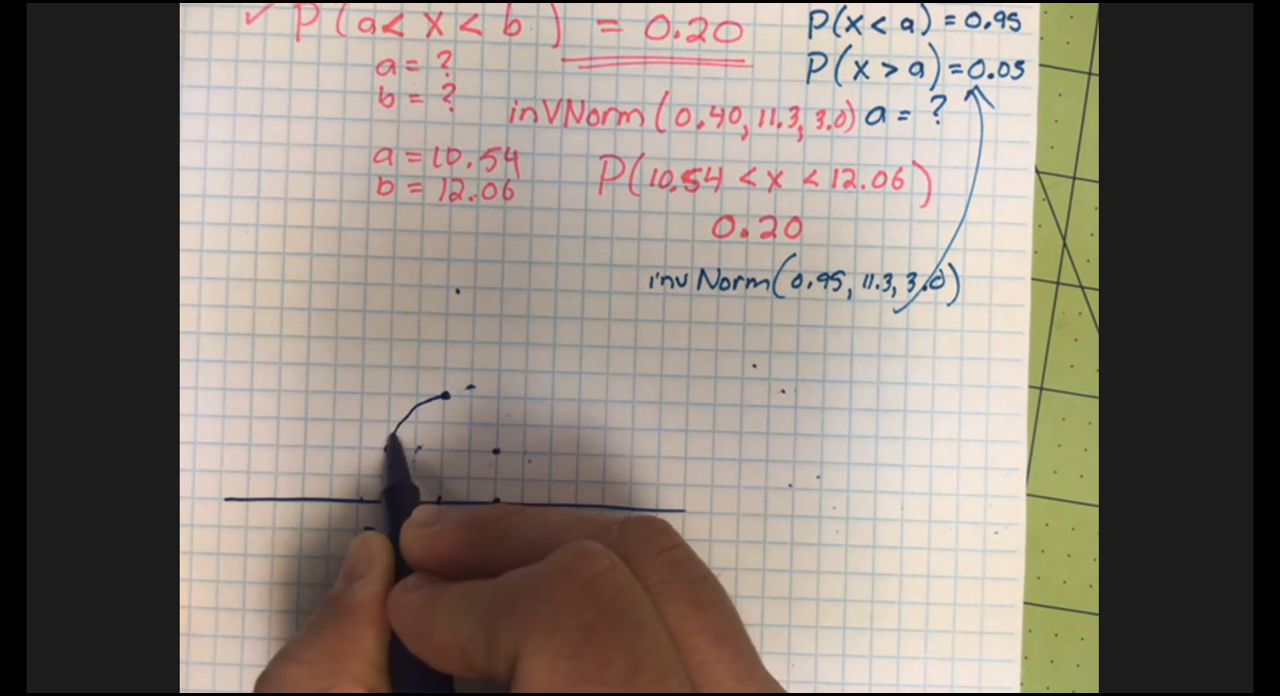 ✓ P(a< x < b) = 0.20
a = ?
b = ?
invNorm(0.40, 11.3, 3.0)
a = 10.54
b = 12.06
P(10.54 < x < 12.06)
0.20
P(x < a) = 0.95
P(x > a) = 0.05
a = ?
invNorm(0.95, 11.3, 3.0)